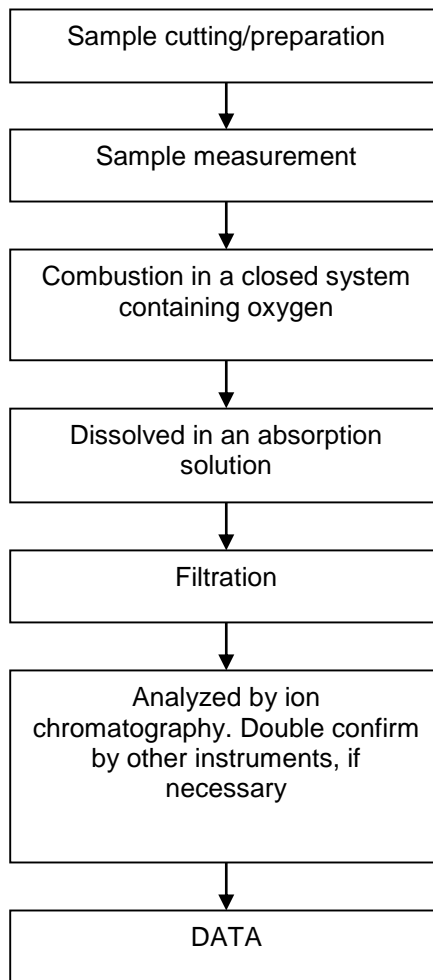 Sample cutting/preparation
Sample measurement
Combustion in a closed system
containing oxygen
Dissolved in an absorption
solution
Filtration
Analyzed by ion
chromatography. Double confirm
by other instruments, if
necessary
DATA